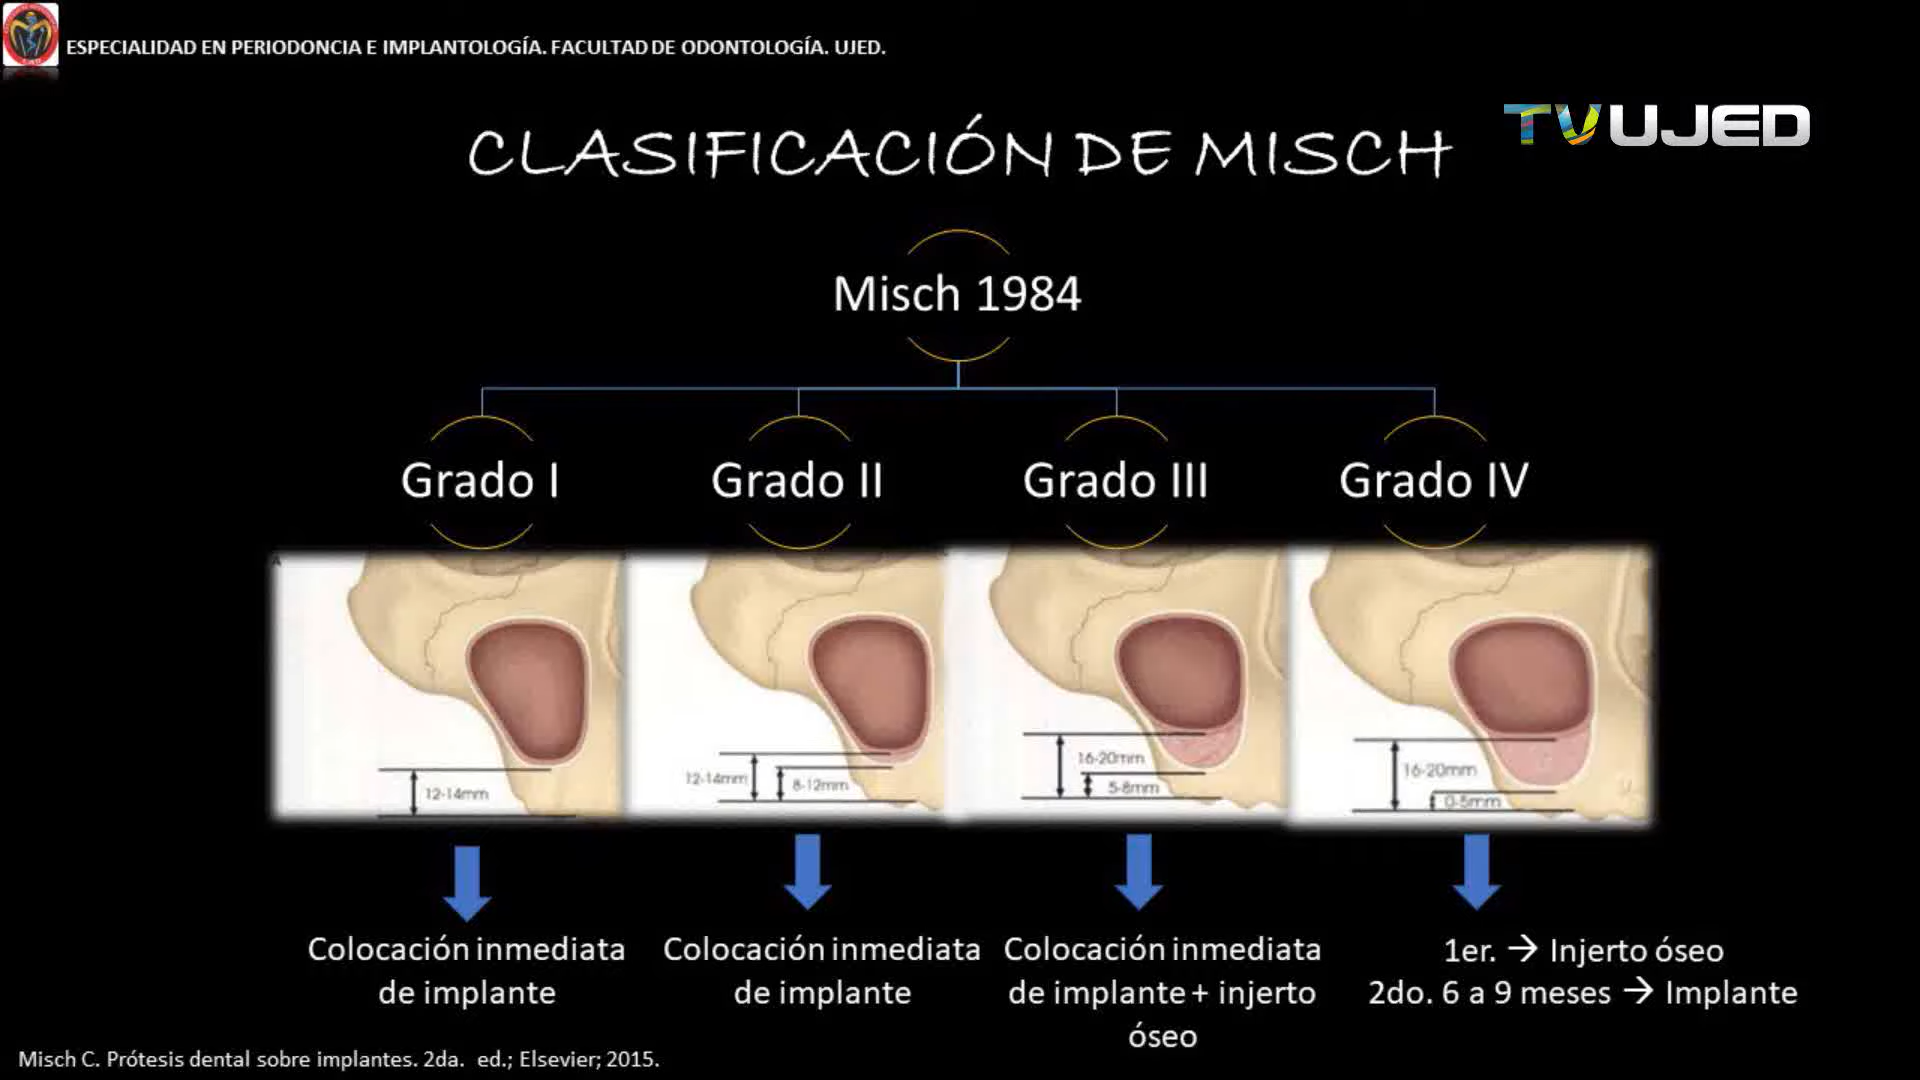 ESPECIALIDAD EN PERIODONCIA E IMPLANTOLOGÍA. FACULTAD DE ODONTOLOGÍA. UJED.
TVUJED
CLASIFICACIÓN DE MISCH
Misch 1984
Grado I
Grado II
Grado III
Grado IV
A
12-14mm
12-14mm
8-12mm
16-20mm
5-8mm
16-20mm
0-5mm
Colocación inmediata
de implante
Colocación inmediata
de implante
Colocación inmediata
de implante + injerto
óseo
1er. → Injerto óseo
2do. 6 a 9 meses → Implante
Misch C. Prótesis dental sobre implantes. 2da. ed.; Elsevier; 2015.